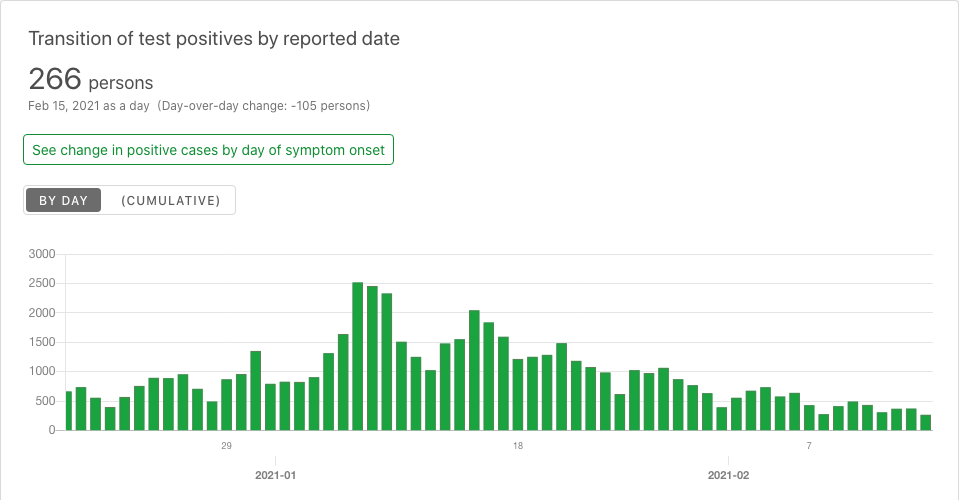 Transition of test positives by reported date
266 persons
Feb 15, 2021 as a day (Day-over-day change: -105 persons)
See change in positive cases by day of symptom onset
BY DAY (CUMULATIVE)
3000
2500
2000
1500
1000
500
0
29 18 7
2021-01 2021-02